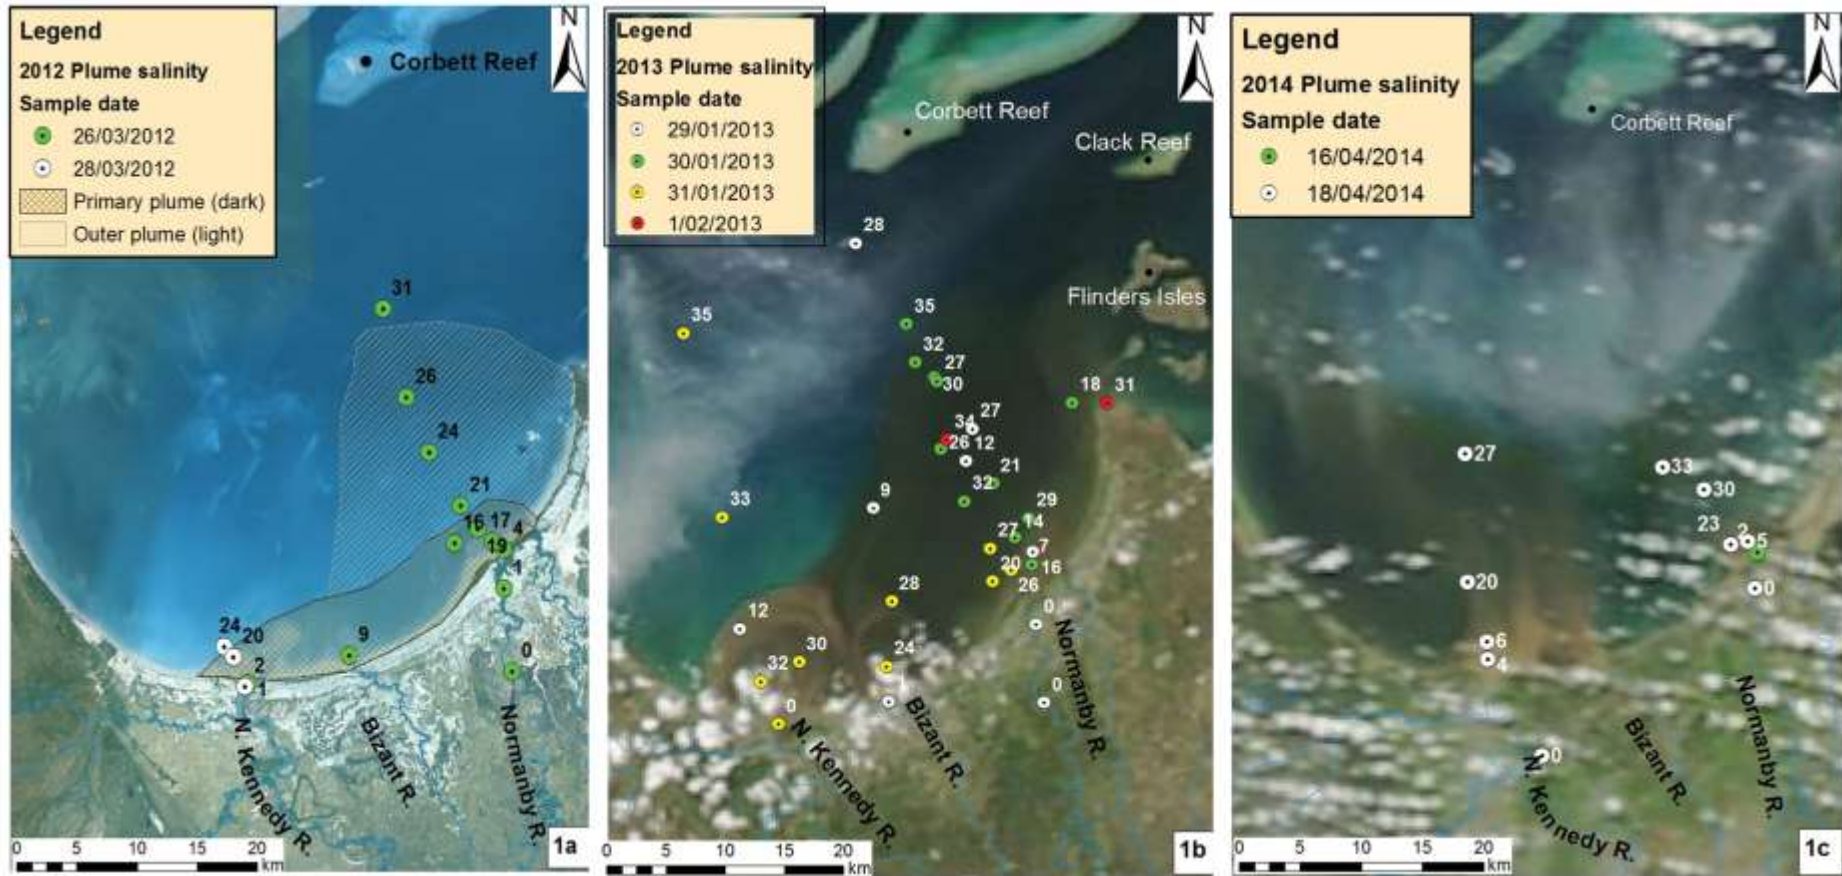 Legend
2012 Plume salinity
Sample date
26/03/2012
28/03/2012
Primary plume (dark)
Outer plume (light)
N
Corbett Reef
31
26
24
21
16 17 4
19
1
24
20
2
1
9
0
N. Kennedy R.
Bizant R.
Normanby R.
0 5 10 15 20
km
1a
Legend
2013 Plume salinity
Sample date
29/01/2013
30/01/2013
31/01/2013
1/02/2013
N
Corbett Reef
Clack Reef
Flinders Isles
28
35
35
32
27
30
18 31
27
34
26 12
21
32
9
33
29
14
27
7
20 16
26
28
0
12
30
24
32
1
0
0
N. Kennedy R.
Bizant R.
Normanby R.
0 5 10 15 20
km
1b
Legend
2014 Plume salinity
Sample date
16/04/2014
18/04/2014
N
Corbett Reef
27
33
30
23 2 5
20
0
6
4
0
N. Kennedy R.
Bizant R.
Normanby R.
0 5 10 15 20
km
1c